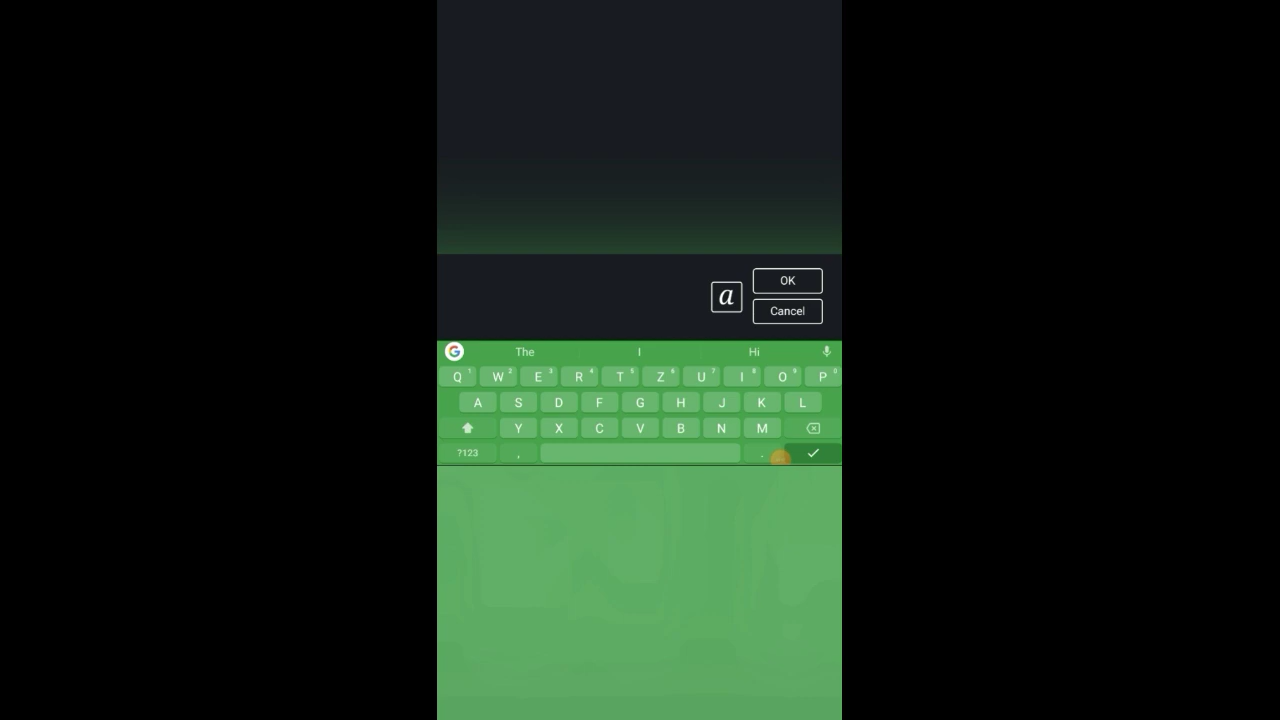 OK
a
Cancel
G The I Hi
Q1 W2 E3 R4 T5 Z6 U7 I8 O9 P0
A S D F G H J K L
Y X C V B N M
?123 , .